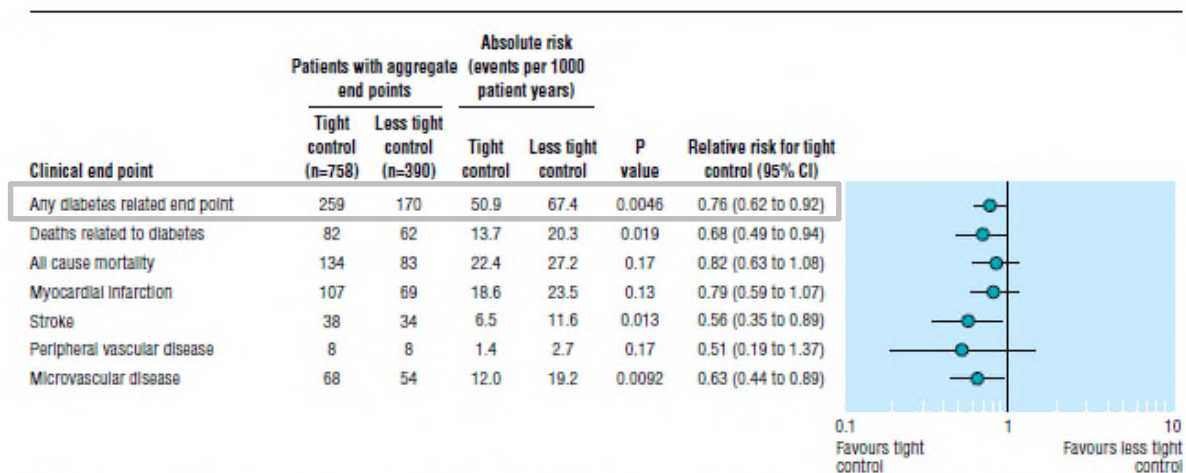 Patients with aggregate end points
Absolute risk (events per 1000 patient years)
Clinical end point
Tight control (n=758)
Less tight control (n=390)
Tight control
Less tight control
P value
Relative risk for tight control (95% CI)
Any diabetes related end point 259 170 50.9 67.4 0.0046 0.76 (0.62 to 0.92)
Deaths related to diabetes 82 62 13.7 20.3 0.019 0.68 (0.49 to 0.94)
All cause mortality 134 83 22.4 27.2 0.17 0.82 (0.63 to 1.08)
Myocardial infarction 107 69 18.6 23.5 0.13 0.79 (0.59 to 1.07)
Stroke 38 34 6.5 11.6 0.013 0.56 (0.35 to 0.89)
Peripheral vascular disease 8 8 1.4 2.7 0.17 0.51 (0.19 to 1.37)
Microvascular disease 68 54 12.0 19.2 0.0092 0.63 (0.44 to 0.89)
0.1 1 10
Favours tight control
Favours less tight control